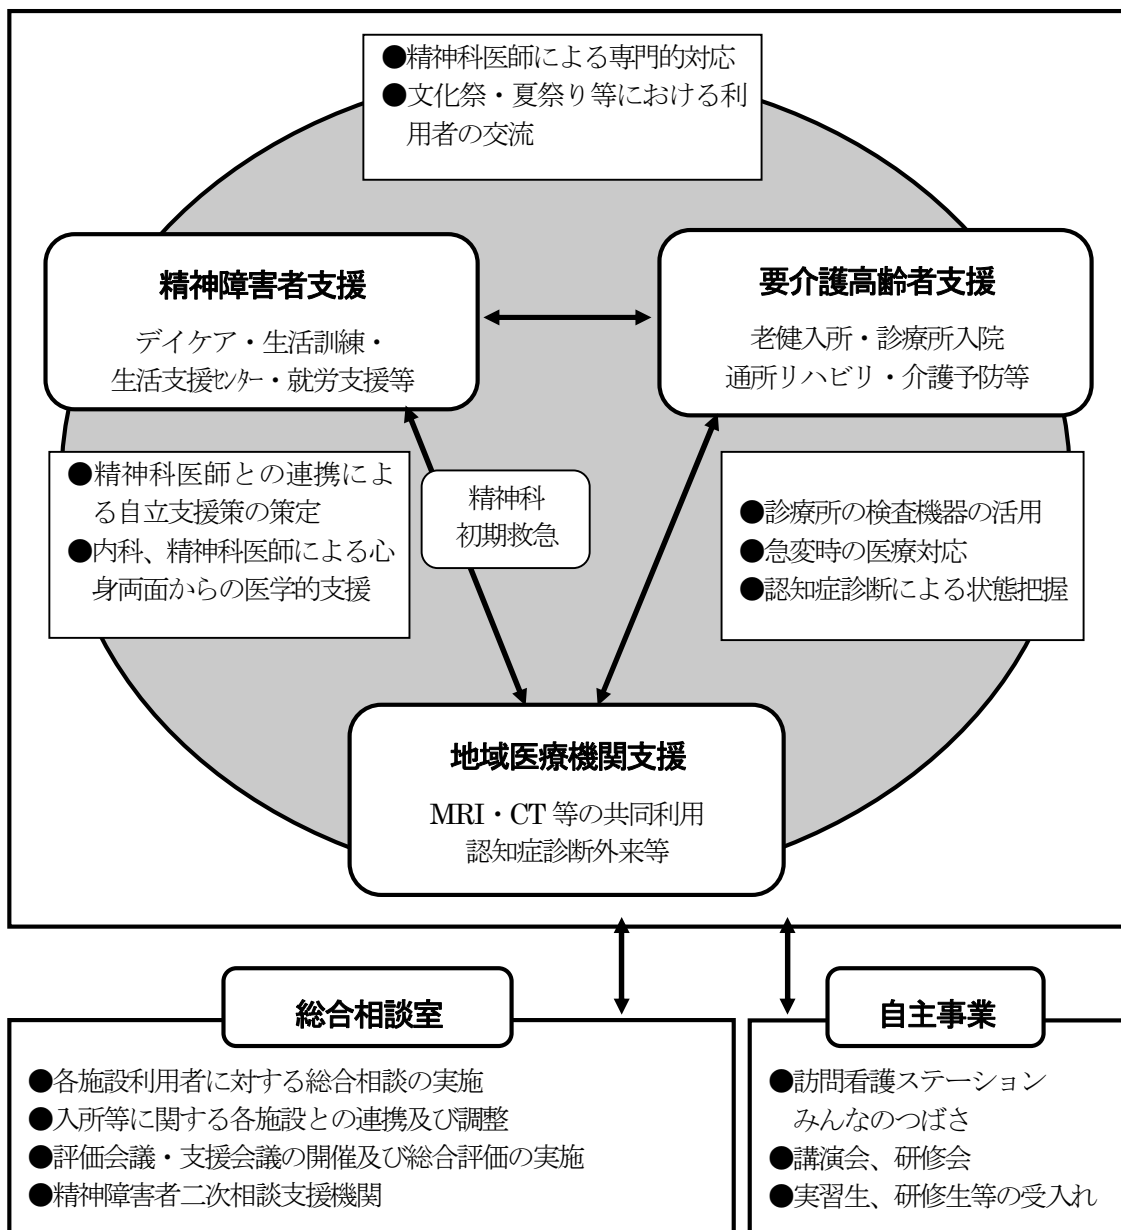 ●精神科医師による専門的対応
●文化祭・夏祭り等における利
用者の交流
精神障害者支援
デイケア・生活訓練・
生活支援ｾﾝﾀｰ・就労支援等
要介護高齢者支援
老健入所・診療所入院
通所リハビリ・介護予防等
●精神科医師との連携によ
る自立支援策の策定
●内科、精神科医師による心
身両面からの医学的支援
精神科
初期救急
●診療所の検査機器の活用
●急変時の医療対応
●認知症診断による状態把握
地域医療機関支援
MRI・CT 等の共同利用
認知症診断外来等
総合相談室
●各施設利用者に対する総合相談の実施
●入所等に関する各施設との連携及び調整
●評価会議・支援会議の開催及び総合評価の実施
●精神障害者二次相談支援機関
自主事業
●訪問看護ステーション
みんなのつばさ
●講演会、研修会
●実習生、研修生等の受入れ